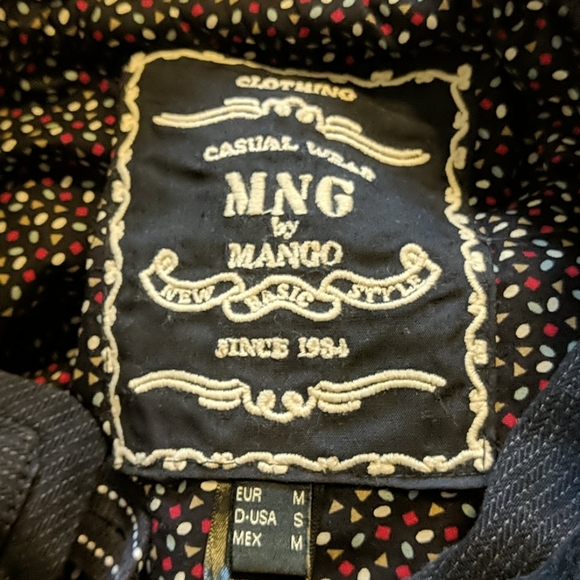 CLOTHING
CASUAL WEAR
MNG
by
MANGO
NEW BASIC STYLE
SINCE 1984
EUR M
D•USA S
MEX M